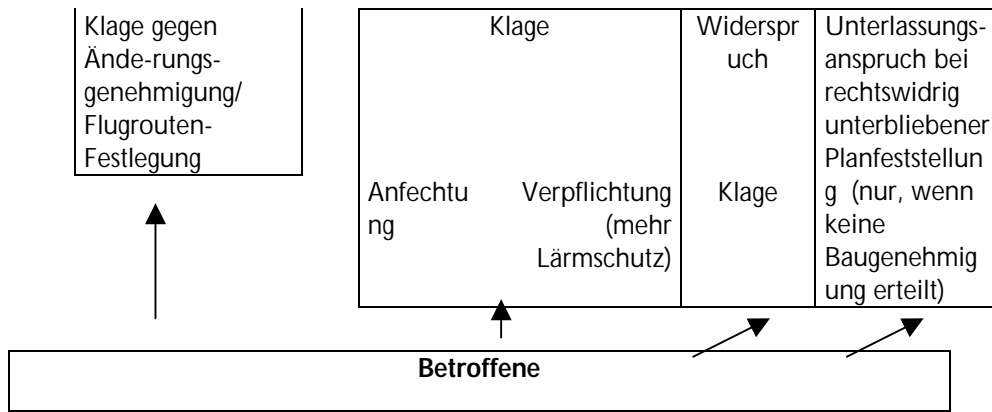 Klage gegen
Ände-rungs-
genehmigung/
Flugrouten-
Festlegung
Klage
Anfechtu
ng
Verpflichtung
(mehr
Lärmschutz)
Widerspr
uch
Klage
Unterlassungs-
anspruch bei
rechtswidrig
unterbliebener
Planfeststellun
g (nur, wenn
keine
Baugenehmig
ung erteilt)
Betroffene